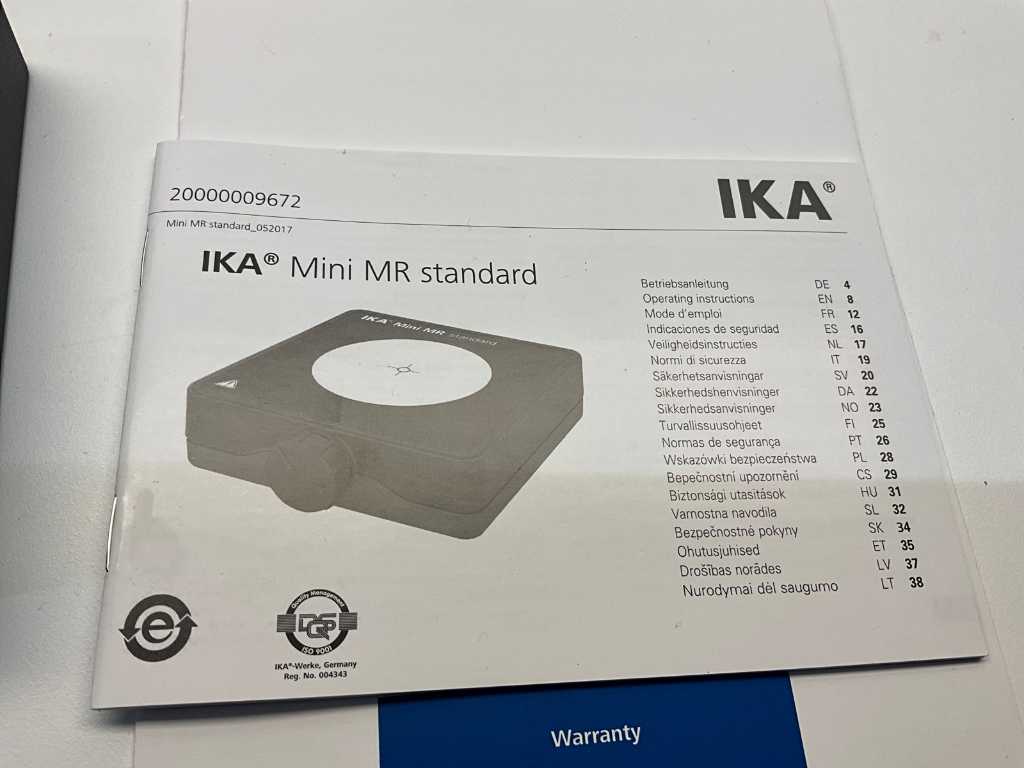 20000009672
IKA®
Mini MR standard_052017
IKA® Mini MR standard
IKA® Mini MR standard
Betriebsanleitung DE 4
Operating instructions EN 8
Mode d'emploi FR 12
Indicaciones de seguridad ES 16
Veiligheidsinstructies NL 17
Normi di sicurezza IT 19
Säkerhetsanvisningar SV 20
Sikkerhedshenvisninger DA 22
Sikkerhedsanvisninger NO 23
Turvallisuusohjeet FI 25
Normas de segurança PT 26
Wskazówki bezpieczeństwa PL 28
Bepečnostní upozornění CS 29
Biztonsági utasitások HU 31
Varnostna navodila SL 32
Bezpečnostné pokyny SK 34
Ohutusjuhised ET 35
Drošības norādes LV 37
Nurodymai dėl saugumo LT 38
e
Quality Management
DQS
ISO 9001
IKA®-Werke, Germany
Reg. No. 004343
Warranty